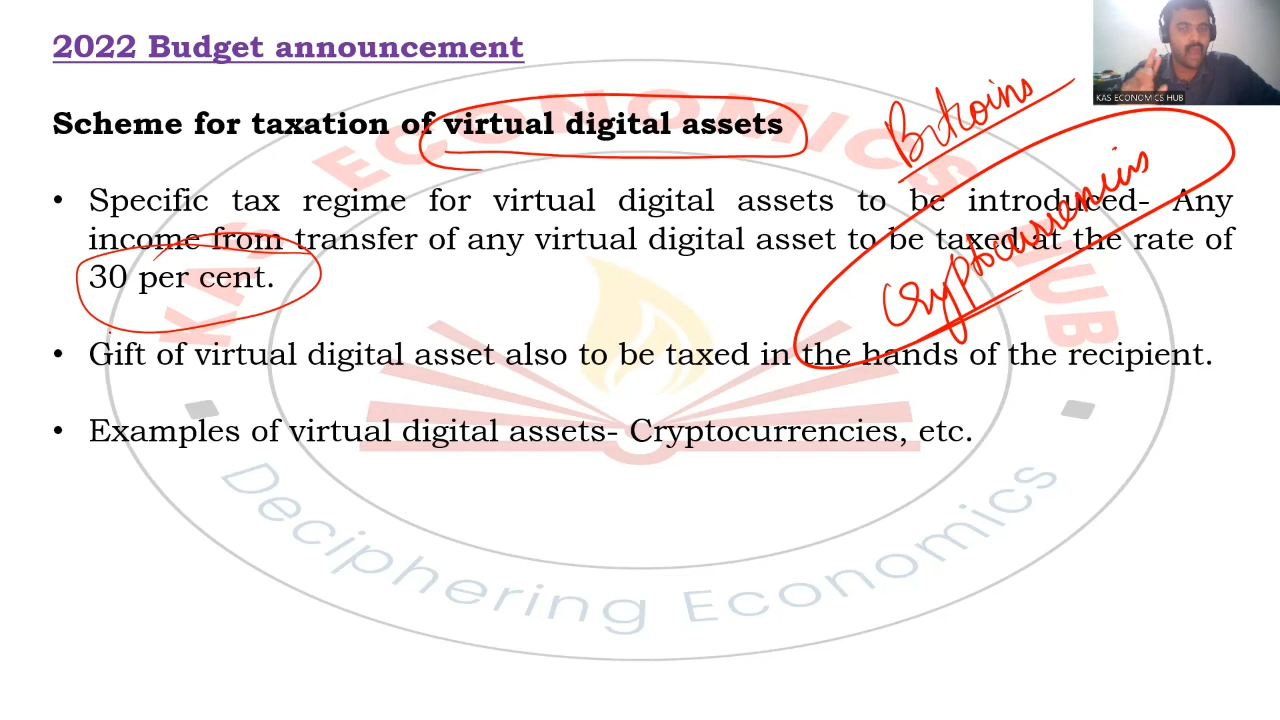 2022 Budget announcement
Bitcoins
KAS ECONOMICS HUB
Scheme for taxation of virtual digital assets
Cryptocurrencies
• Specific tax regime for virtual digital assets to be introduced- Any
income from transfer of any virtual digital asset to be taxed at the rate of
30 per cent.
• Gift of virtual digital asset also to be taxed in the hands of the recipient.
• Examples of virtual digital assets- Cryptocurrencies, etc.
KAS ECONOMICS HUB
Deciphering Economics